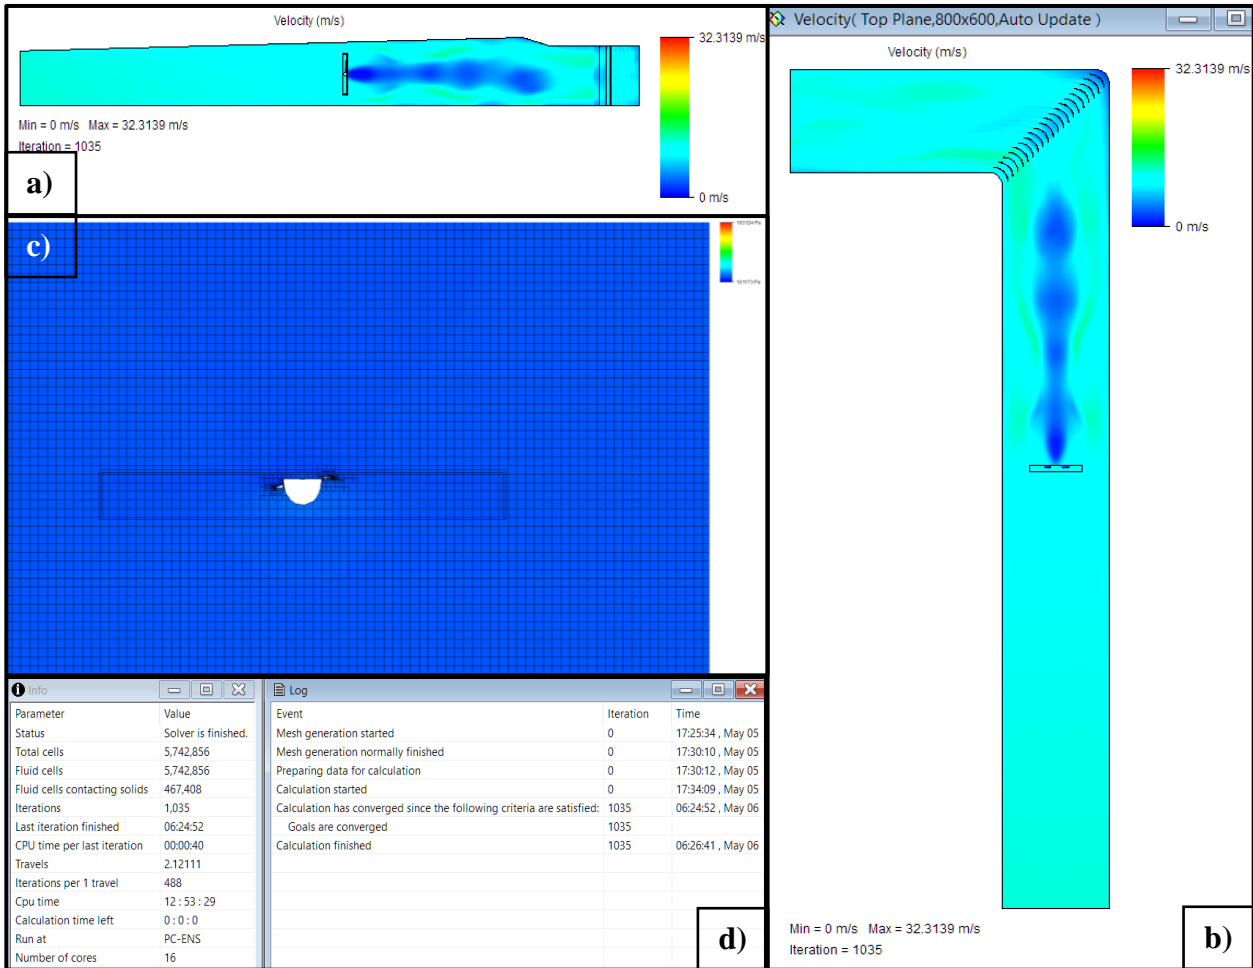 Velocity (m/s)
32.3139 m/s
0 m/s
Min = 0 m/s Max = 32.3139 m/s
Iteration = 1035
a)
Velocity( Top Plane,800x600,Auto Update )
Velocity (m/s)
32.3139 m/s
0 m/s
Min = 0 m/s Max = 32.3139 m/s
Iteration = 1035
b)
c)
Info
Parameter Value
Status Solver is finished.
Total cells 5,742,856
Fluid cells 5,742,856
Fluid cells contacting solids 467,408
Iterations 1,035
Last iteration finished 06:24:52
CPU time per last iteration 00:00:40
Travels 2.12111
Iterations per 1 travel 488
Cpu time 12 : 53 : 29
Calculation time left 0 : 0 : 0
Run at PC-ENS
Number of cores 16
Log
Event Iteration Time
Mesh generation started 0 17:25:34 , May 05
Mesh generation normally finished 0 17:30:10 , May 05
Preparing data for calculation 0 17:30:12 , May 05
Calculation started 0 17:34:09 , May 05
Calculation has converged since the following criteria are satisfied: 1035 06:24:52 , May 06
Goals are converged 1035
Calculation finished 1035 06:26:41 , May 06
d)